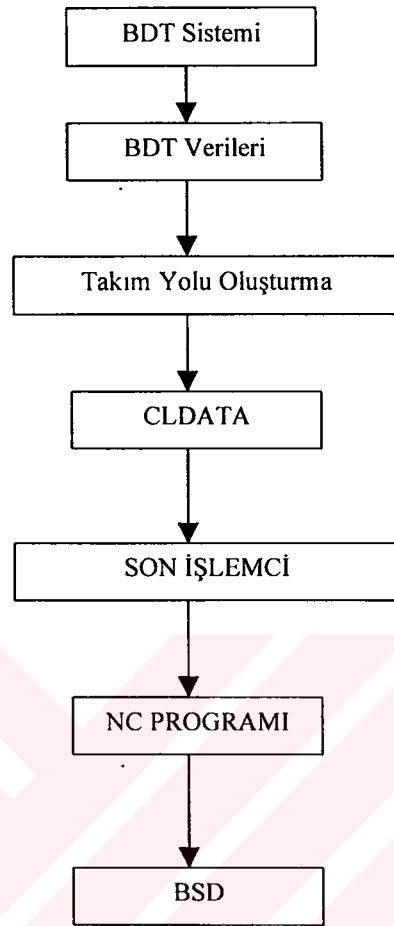 BDT Sistemi
BDT Verileri
Takım Yolu Oluşturma
CLDATA
SON İŞLEMCİ
NC PROGRAMI
BSD